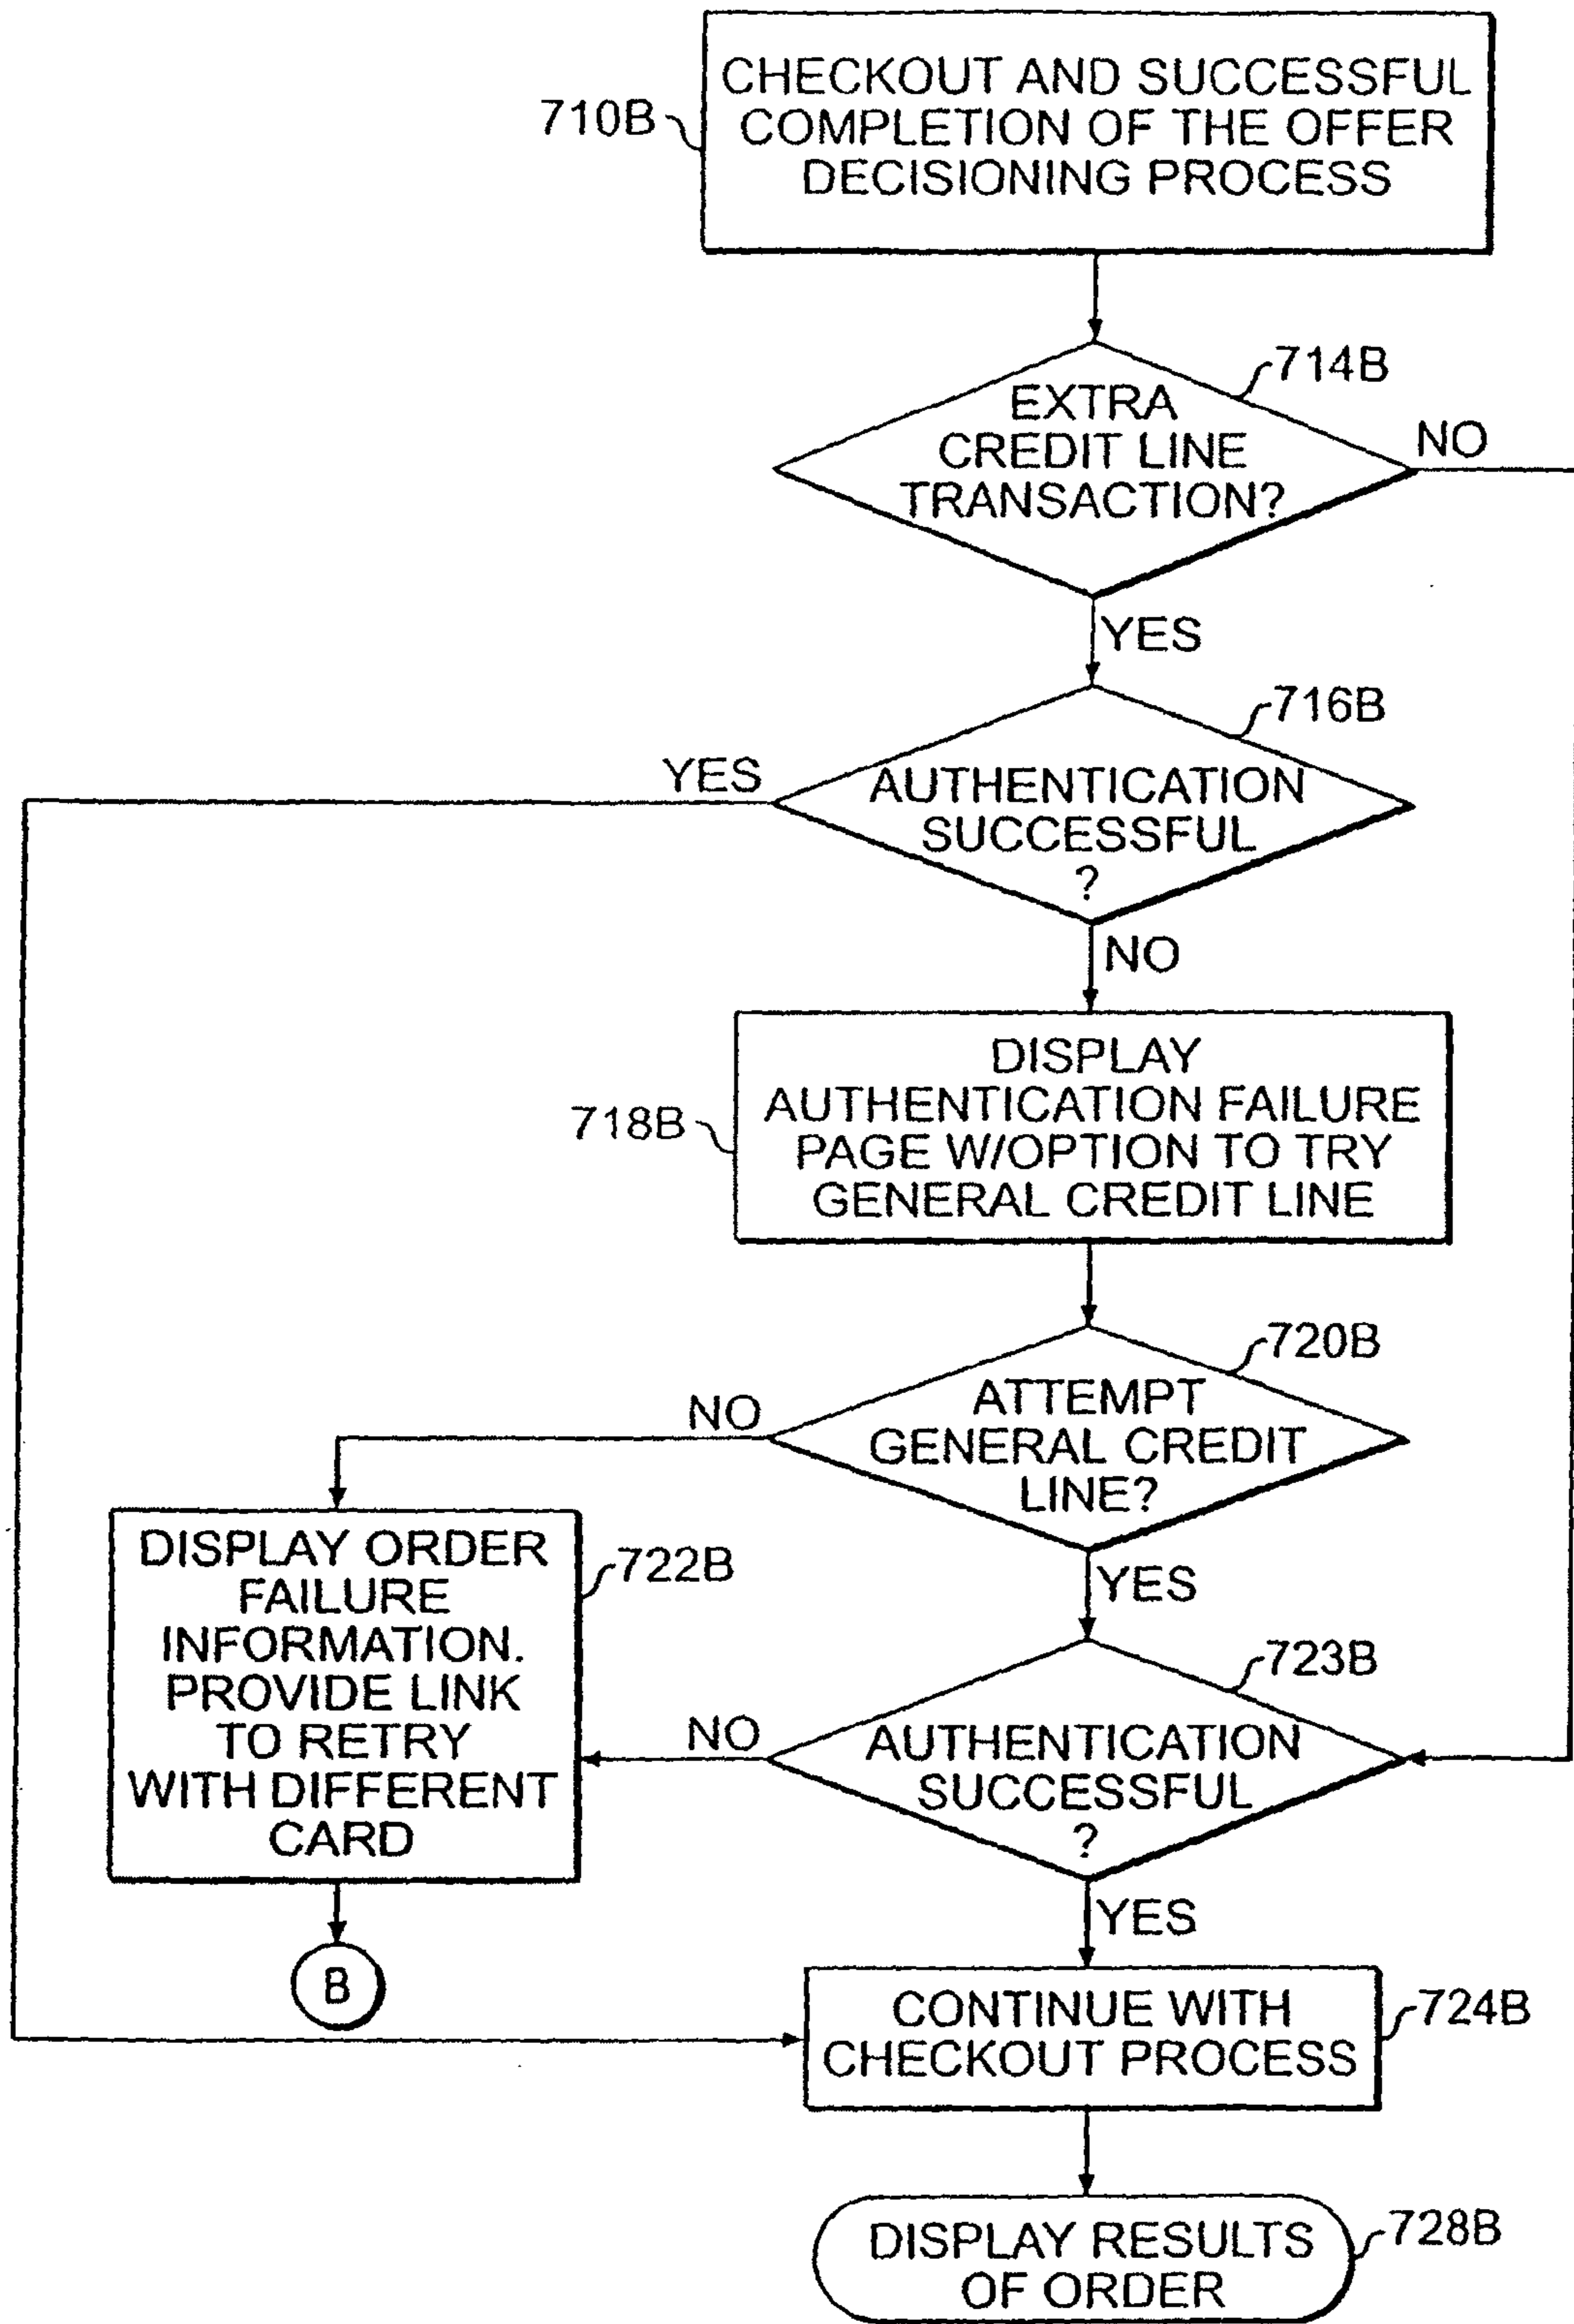 CHECKOUT AND SUCCESSFUL
COMPLETION OF THE OFFER
DECISIONING PROCESS
710B
714B
EXTRA
CREDIT LINE
TRANSACTION?
NO
YES
716B
YES
AUTHENTICATION
SUCCESSFUL
?
NO
DISPLAY
AUTHENTICATION FAILURE
PAGE W/OPTION TO TRY
GENERAL CREDIT LINE
718B
720B
NO
ATTEMPT
GENERAL CREDIT
LINE?
DISPLAY ORDER
FAILURE
INFORMATION.
PROVIDE LINK
TO RETRY
WITH DIFFERENT
CARD
722B
YES
723B
NO
AUTHENTICATION
SUCCESSFUL
?
YES
B
CONTINUE WITH
CHECKOUT PROCESS
724B
DISPLAY RESULTS
OF ORDER
728B